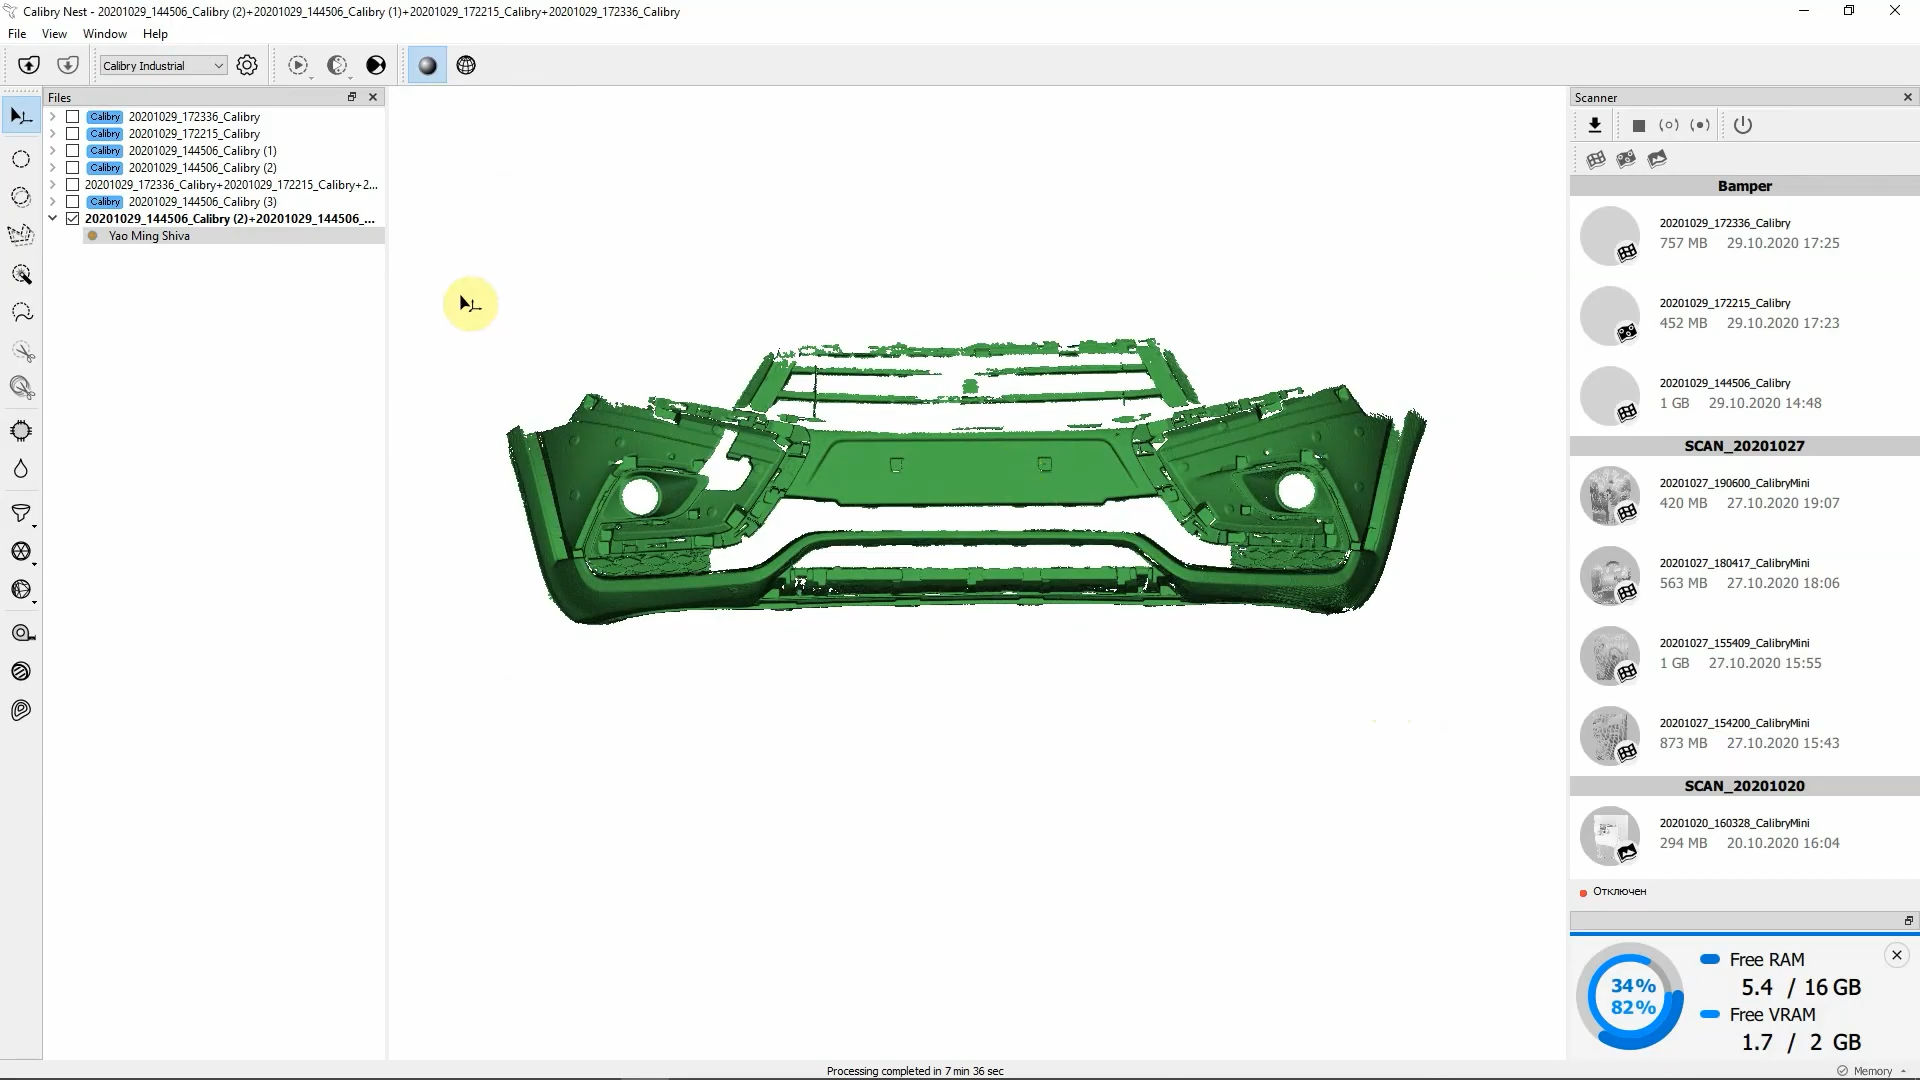 Calibry Nest - 20201029_144506_Calibry (2)+20201029_144506_Calibry (1)+20201029_172215_Calibry+20201029_172336_Calibry
File View Window Help
Calibry Industrial
Files
Calibry 20201029_172336_Calibry
Calibry 20201029_172215_Calibry
Calibry 20201029_144506_Calibry (1)
Calibry 20201029_144506_Calibry (2)
20201029_172336_Calibry+20201029_172215_Calibry+2...
Calibry 20201029_144506_Calibry (3)
20201029_144506_Calibry (2)+20201029_144506_...
Yao Ming Shiva
Scanner
Bamper
20201029_172336_Calibry
757 MB 29.10.2020 17:25
20201029_172215_Calibry
452 MB 29.10.2020 17:23
20201029_144506_Calibry
1 GB 29.10.2020 14:48
SCAN_20201027
20201027_190600_CalibryMini
420 MB 27.10.2020 19:07
20201027_180417_CalibryMini
563 MB 27.10.2020 18:06
20201027_155409_CalibryMini
1 GB 27.10.2020 15:55
20201027_154200_CalibryMini
873 MB 27.10.2020 15:43
SCAN_20201020
20201020_160328_CalibryMini
294 MB 20.10.2020 16:04
Отключен
34%
82%
Free RAM
5.4 / 16 GB
Free VRAM
1.7 / 2 GB
Processing completed in 7 min 36 sec
Memory